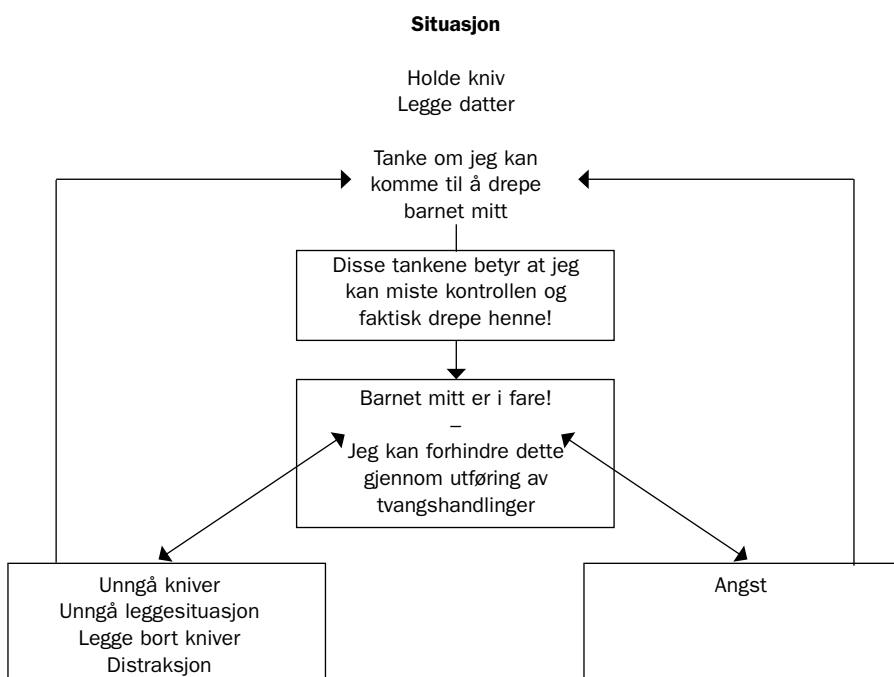 Situasjon
Holde kniv
Legge datter
Tanke om jeg kan
komme til å drepe
barnet mitt
Disse tankene betyr at jeg
kan miste kontrollen og
faktisk drepe henne!
Barnet mitt er i fare!
–
Jeg kan forhindre dette
gjennom utføring av
tvangshandlinger
Unngå kniver
Unngå leggesituasjon
Legge bort kniver
Distraksjon
Angst